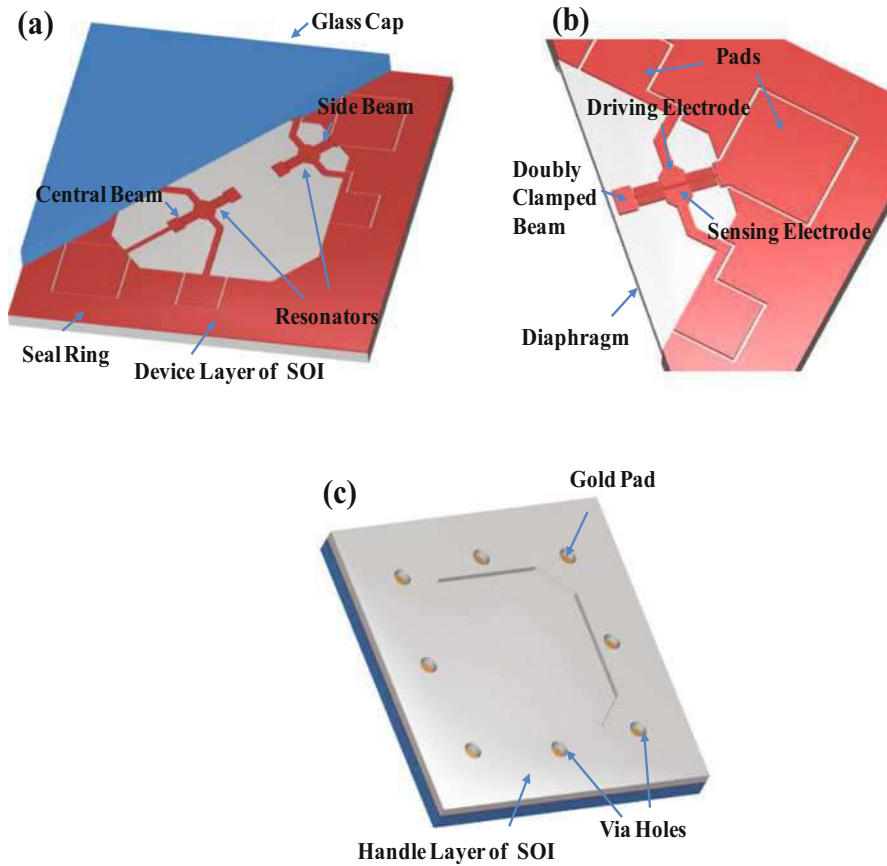 (a)
Glass Cap
Side Beam
Central Beam
Resonators
Seal Ring
Device Layer of SOI
(b)
Pads
Driving Electrode
Doubly
Clamped
Beam
Sensing Electrode
Diaphragm
(c)
Gold Pad
Via Holes
Handle Layer of SOI